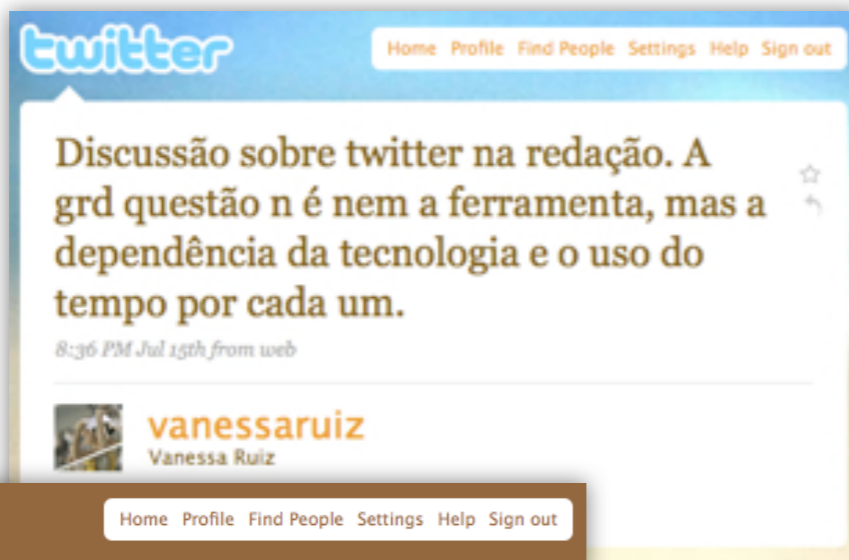 twitter
Home Profile Find People Settings Help Sign out
Discussão sobre twitter na redação. A
grd questão n é nem a ferramenta, mas a
dependência da tecnologia e o uso do
tempo por cada um.
8:36 PM Jul 15th from web
vanessaruiz
Vanessa Ruiz
Home Profile Find People Settings Help Sign out